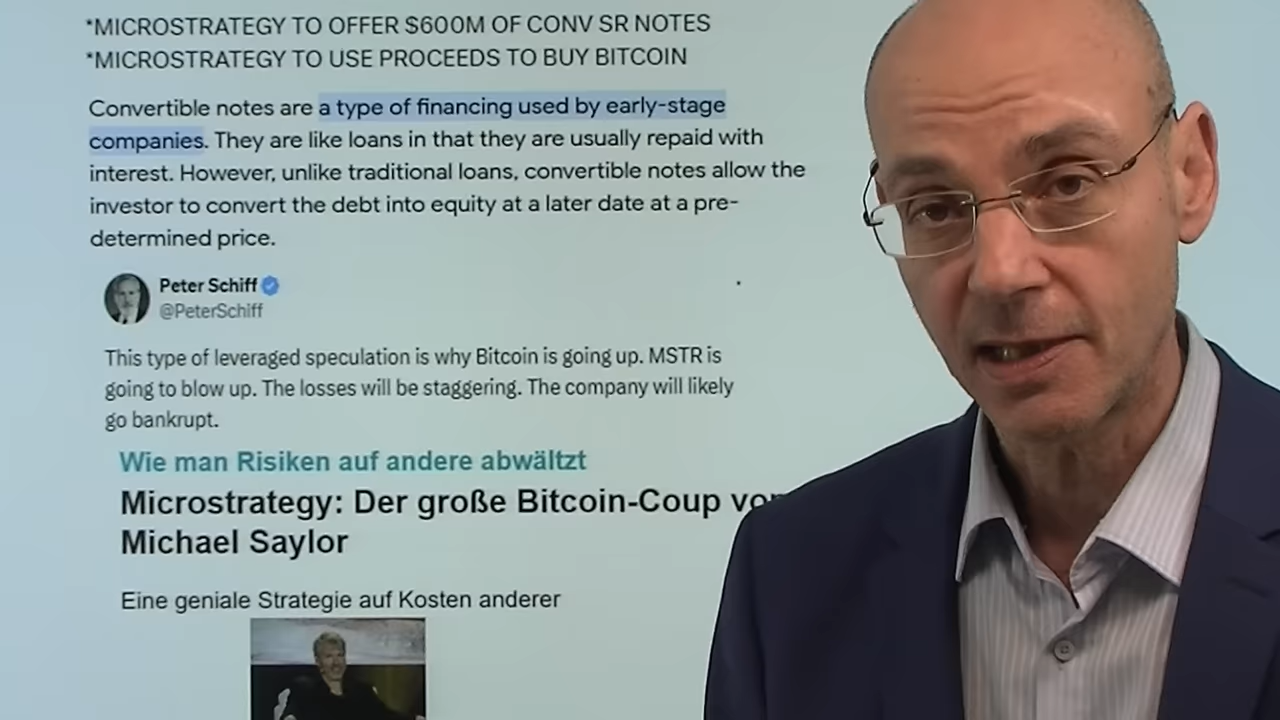 *MICROSTRATEGY TO OFFER $600M OF CONV SR NOTES
*MICROSTRATEGY TO USE PROCEEDS TO BUY BITCOIN
Convertible notes are a type of financing used by early-stage
companies. They are like loans in that they are usually repaid with
interest. However, unlike traditional loans, convertible notes allow the
investor to convert the debt into equity at a later date at a pre-
determined price.
Peter Schiff
@PeterSchiff
This type of leveraged speculation is why Bitcoin is going up. MSTR is
going to blow up. The losses will be staggering. The company will likely
go bankrupt.
Wie man Risiken auf andere abwältzt
Microstrategy: Der große Bitcoin-Coup von
Michael Saylor
Eine geniale Strategie auf Kosten anderer